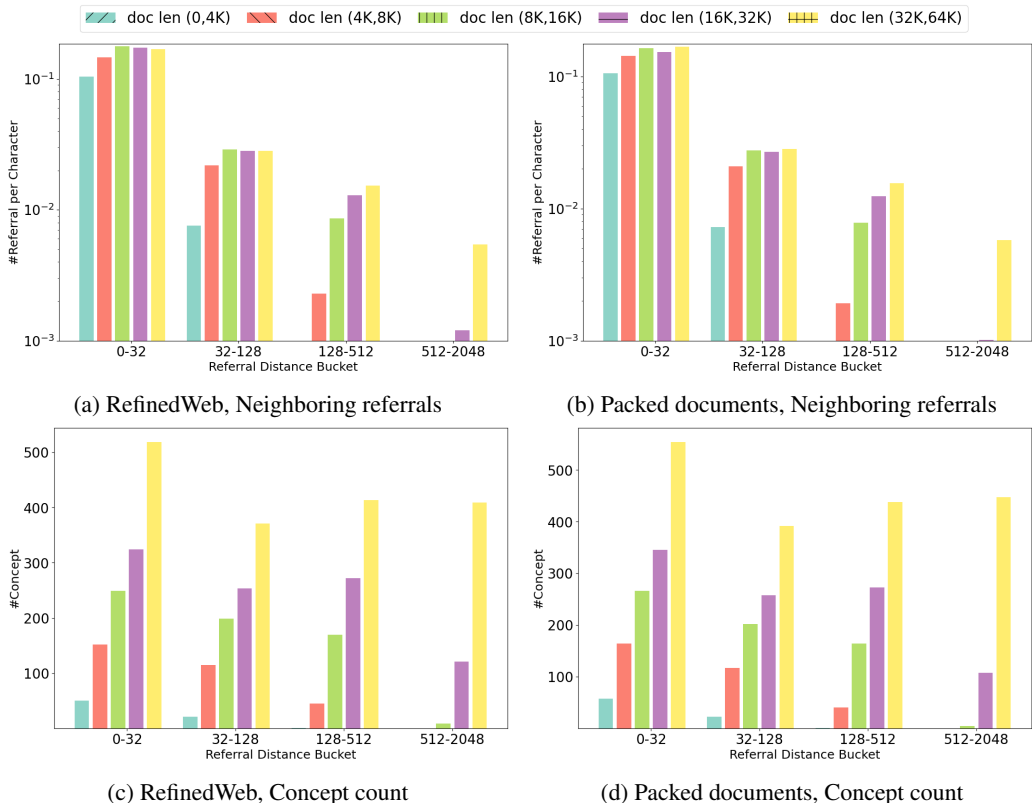 doc len (0,4K) doc len (4K,8K) doc len (8K,16K) doc len (16K,32K) doc len (32K,64K)
#Referral per Character
10⁻¹
10⁻²
10⁻³
0-32 32-128 128-512 512-2048
Referral Distance Bucket
(a) RefinedWeb, Neighboring referrals
#Referral per Character
10⁻¹
10⁻²
10⁻³
0-32 32-128 128-512 512-2048
Referral Distance Bucket
(b) Packed documents, Neighboring referrals
#Concept
500
400
300
200
100
0-32 32-128 128-512 512-2048
Referral Distance Bucket
(c) RefinedWeb, Concept count
#Concept
500
400
300
200
100
0-32 32-128 128-512 512-2048
Referral Distance Bucket
(d) Packed documents, Concept count